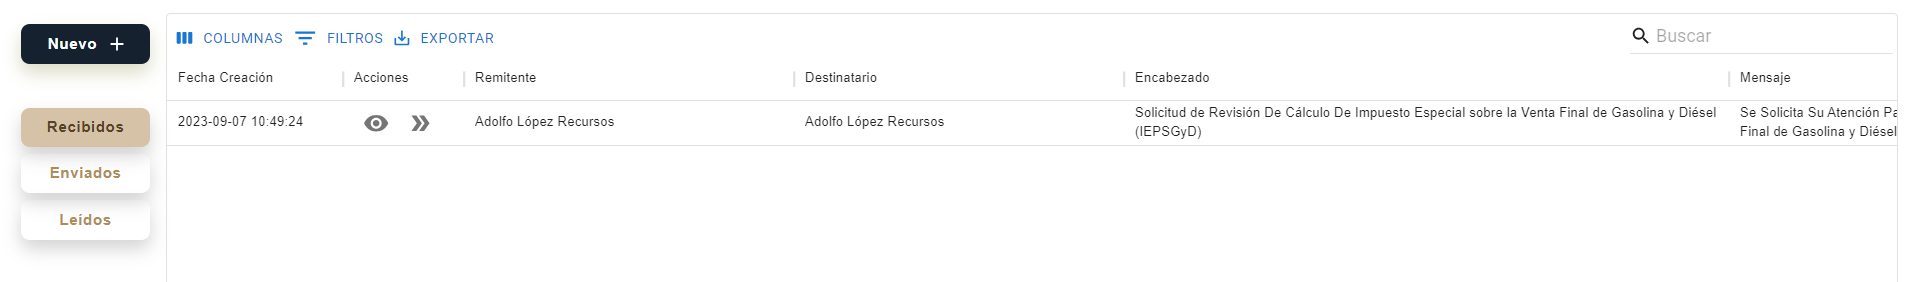 Nuevo +
COLUMNAS FILTROS EXPORTAR
Buscar
Fecha Creación Acciones Remitente Destinatario Encabezado Mensaje
Recibidos
Enviados
Leídos
2023-09-07 10:49:24 Adolfo López Recursos Adolfo López Recursos
Solicitud de Revisión De Cálculo De Impuesto Especial sobre la Venta Final de Gasolina y Diésel
(IEPSGyD)
Se Solicita Su Atención Pa
Final de Gasolina y Diésel